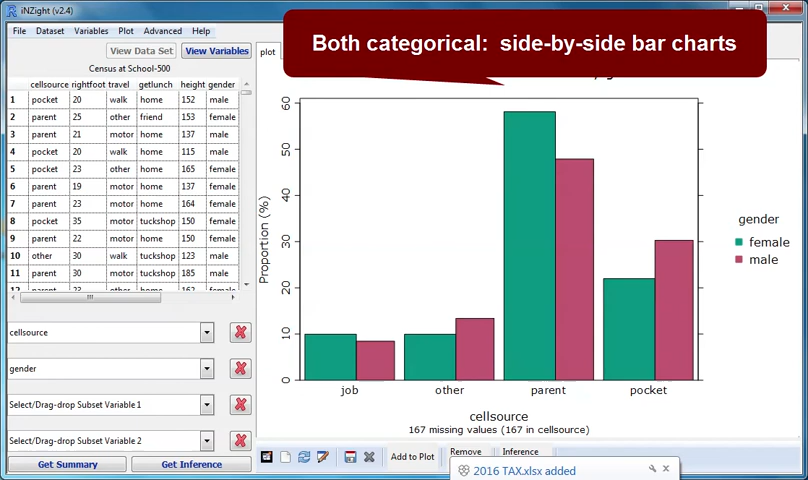 iNZight (v2.4)
Both categorical: side-by-side bar charts
File Dataset Variables Plot Advanced Help
View Data Set View Variables
plot
Census at School-500
cellsource rightfoot travel getlunch height gender
1 pocket 20 walk home 152 male
2 parent 25 other friend 153 female
3 parent 21 motor home 137 male
4 pocket 20 walk home 115 male
5 pocket 23 other home 165 female
6 parent 19 motor home 137 female
7 parent 23 motor home 164 female
8 pocket 35 motor tuckshop 150 female
9 parent 22 motor home 150 female
10 other 30 walk tuckshop 123 male
11 parent 30 motor tuckshop 185 male
12 parent 23 other home 162 female
cellsource
gender
Select/Drag-drop Subset Variable 1
Select/Drag-drop Subset Variable 2
Get Summary Get Inference
Proportion (%)
60
50
40
30
20
10
0
job other parent pocket
cellsource
167 missing values (167 in cellsource)
gender
female
male
Add to Plot Remove Inference
2016 TAX.xlsx added